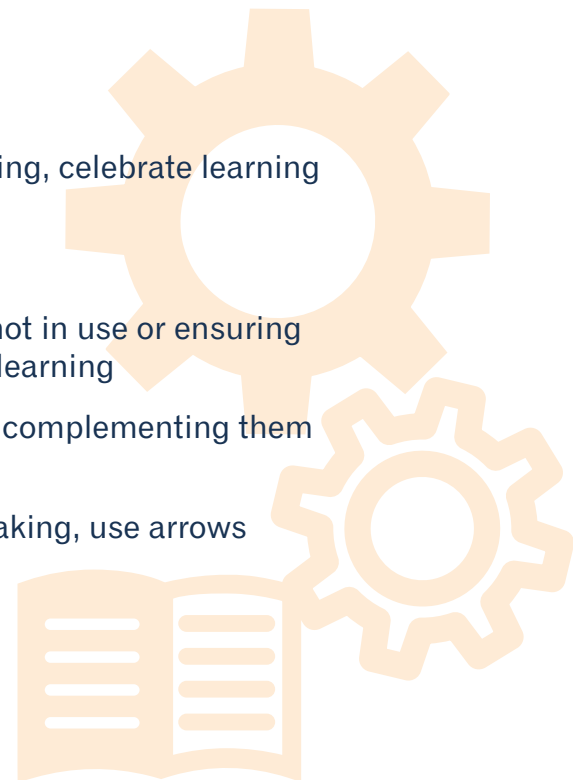 ing, celebrate learning
not in use or ensuring
learning
complementing them
aking, use arrows